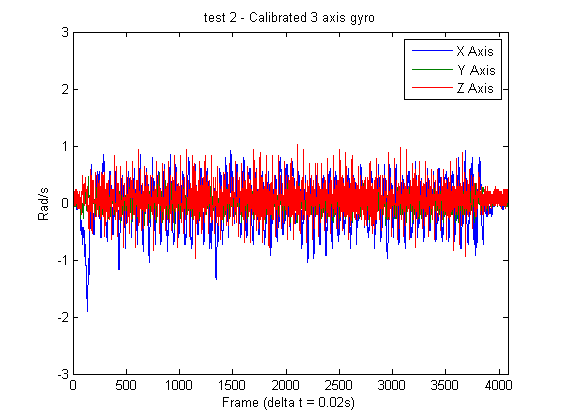 test 2 - Calibrated 3 axis gyro
3
2
1
0
-1
-2
-3
Rad/s
X Axis
Y Axis
Z Axis
0 500 1000 1500 2000 2500 3000 3500 4000
Frame (delta t = 0.02s)